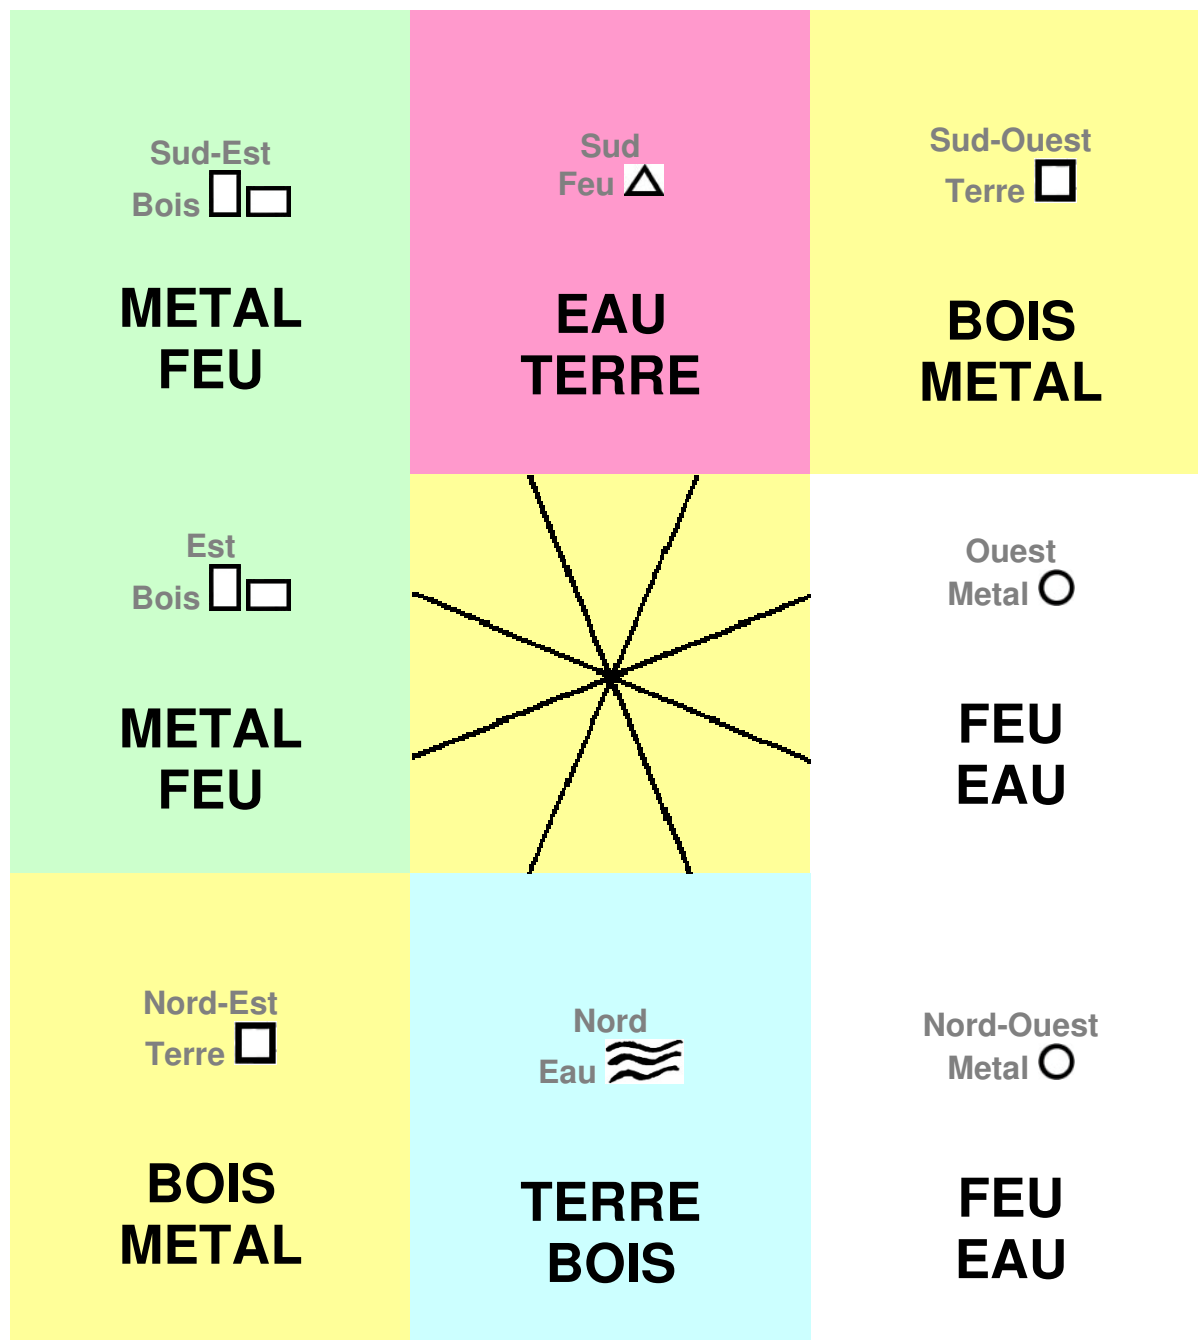 Sud-Est
Bois
METAL
FEU
Sud
Feu
EAU
TERRE
Sud-Ouest
Terre
BOIS
METAL
Est
Bois
METAL
FEU
Ouest
Metal
FEU
EAU
Nord-Est
Terre
BOIS
METAL
Nord
Eau
TERRE
BOIS
Nord-Ouest
Metal
FEU
EAU